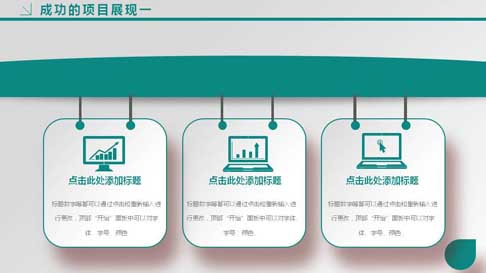 成功的项目展现一
点击此处添加标题
标题数字等都可以通过点击和重新输入进
行更改，顶部“开始”面板中可以对字体、
字号、颜色
点击此处添加标题
标题数字等都可以通过点击和重新输入进
行更改，顶部“开始”面板中可以对字体、
字号、颜色
点击此处添加标题
标题数字等都可以通过点击和重新输入进
行更改，顶部“开始”面板中可以对字
体、字号、颜色